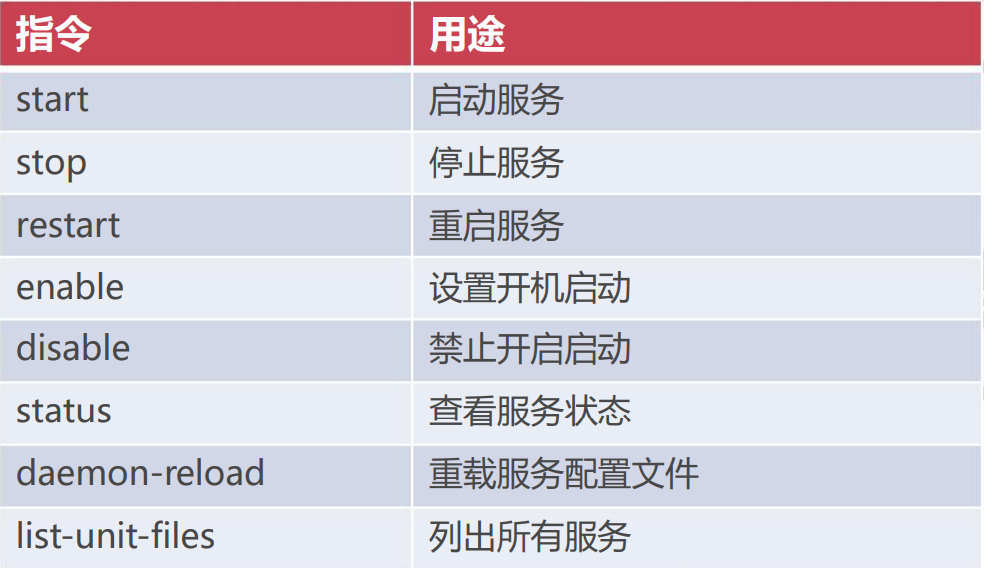 指令 用途
start 启动服务
stop 停止服务
restart 重启服务
enable 设置开机启动
disable 禁止开启启动
status 查看服务状态
daemon-reload 重载服务配置文件
list-unit-files 列出所有服务